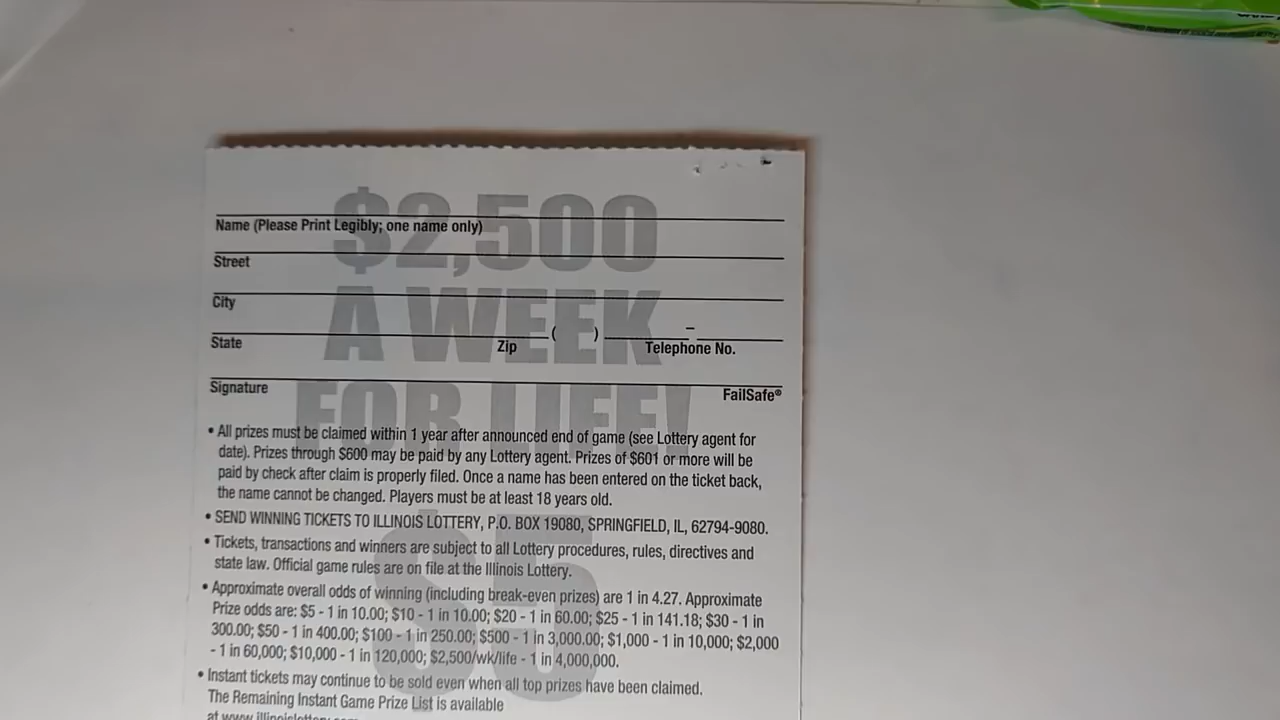 $2,500
A WEEK
FOR LIFE!
$5
Name (Please Print Legibly; one name only)
Street
City
State Zip ( ) – Telephone No.
Signature FailSafe®
• All prizes must be claimed within 1 year after announced end of game (see Lottery agent for
date). Prizes through $600 may be paid by any Lottery agent. Prizes of $601 or more will be
paid by check after claim is properly filed. Once a name has been entered on the ticket back,
the name cannot be changed. Players must be at least 18 years old.
• SEND WINNING TICKETS TO ILLINOIS LOTTERY, P.O. BOX 19080, SPRINGFIELD, IL, 62794-9080.
• Tickets, transactions and winners are subject to all Lottery procedures, rules, directives and
state law. Official game rules are on file at the Illinois Lottery.
• Approximate overall odds of winning (including break-even prizes) are 1 in 4.27. Approximate
Prize odds are: $5 - 1 in 10.00; $10 - 1 in 10.00; $20 - 1 in 60.00; $25 - 1 in 141.18; $30 - 1 in
300.00; $50 - 1 in 400.00; $100 - 1 in 250.00; $500 - 1 in 3,000.00; $1,000 - 1 in 10,000; $2,000
- 1 in 60,000; $10,000 - 1 in 120,000; $2,500/wk/life - 1 in 4,000,000.
• Instant tickets may continue to be sold even when all top prizes have been claimed.
The Remaining Instant Game Prize List is available
at